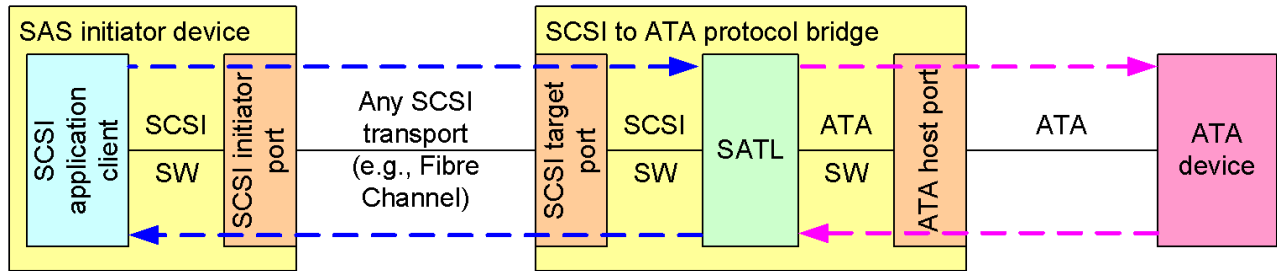 SAS initiator device
SCSI
application
client
SCSI
SW
SCSI initiator
port
Any SCSI
transport
(e.g., Fibre
Channel)
SCSI to ATA protocol bridge
SCSI target
port
SCSI
SW
SATL
ATA
SW
ATA host port
ATA
ATA
device